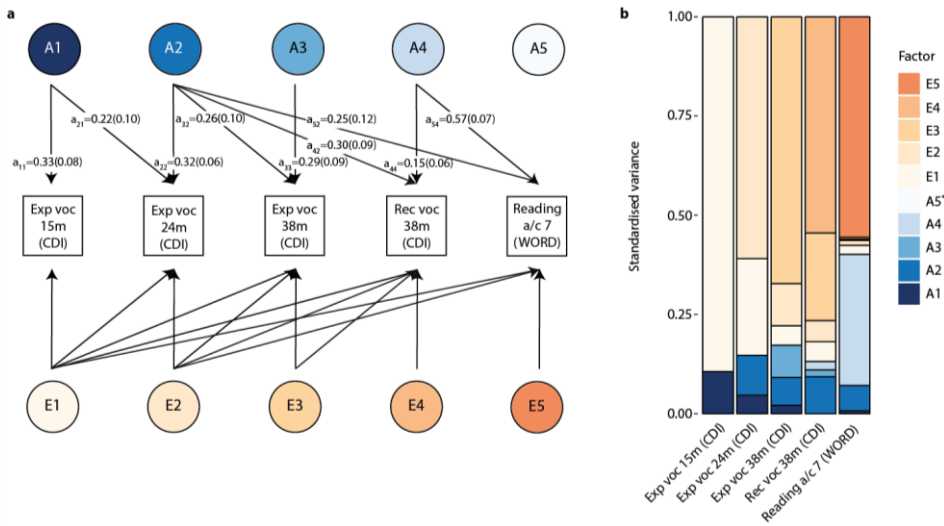 a
A1
A2
A3
A4
A5
a21=0.22(0.10)
a32=0.26(0.10)
a52=0.25(0.12)
a54=0.57(0.07)
a42=0.30(0.09)
a11=0.33(0.08)
a22=0.32(0.06)
a33=0.29(0.09)
a44=0.15(0.06)
Exp voc
15m
(CDI)
Exp voc
24m
(CDI)
Exp voc
38m
(CDI)
Rec voc
38m
(CDI)
Reading
a/c 7
(WORD)
E1
E2
E3
E4
E5
b
Standardised variance
1.00
0.75
0.50
0.25
0.00
Exp voc 15m (CDI)
Exp voc 24m (CDI)
Exp voc 38m (CDI)
Rec voc 38m (CDI)
Reading a/c 7 (WORD)
Factor
E5
E4
E3
E2
E1
A5*
A4
A3
A2
A1